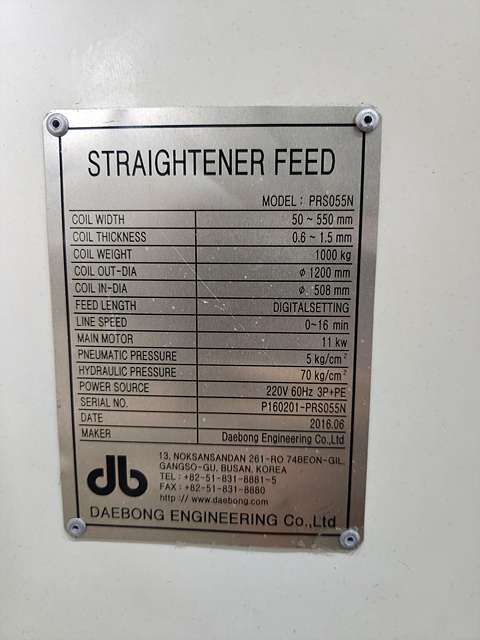 STRAIGHTENER FEED
MODEL : PRS055N
COIL WIDTH 50 ~ 550 mm
COIL THICKNESS 0.6 ~ 1.5 mm
COIL WEIGHT 1000 kg
COIL OUT-DIA ϕ 1200 mm
COIL IN-DIA ϕ 508 mm
FEED LENGTH DIGITALSETTING
LINE SPEED 0~16 min
MAIN MOTOR 11 kw
PNEUMATIC PRESSURE 5 kg/cm²
HYDRAULIC PRESSURE 70 kg/cm²
POWER SOURCE 220V 60Hz 3P+PE
SERIAL NO. P160201-PRS055N
DATE 2016.06
MAKER Daebong Engineering Co.,Ltd
db
13, NOKSANSANDAN 261-RO 74BEON-GIL,
GANGSO-GU, BUSAN, KOREA
TEL : +82-51-831-8881~5
FAX : +82-51-831-8880
http :// www.daebong.com
DAEBONG ENGINEERING Co.,Ltd